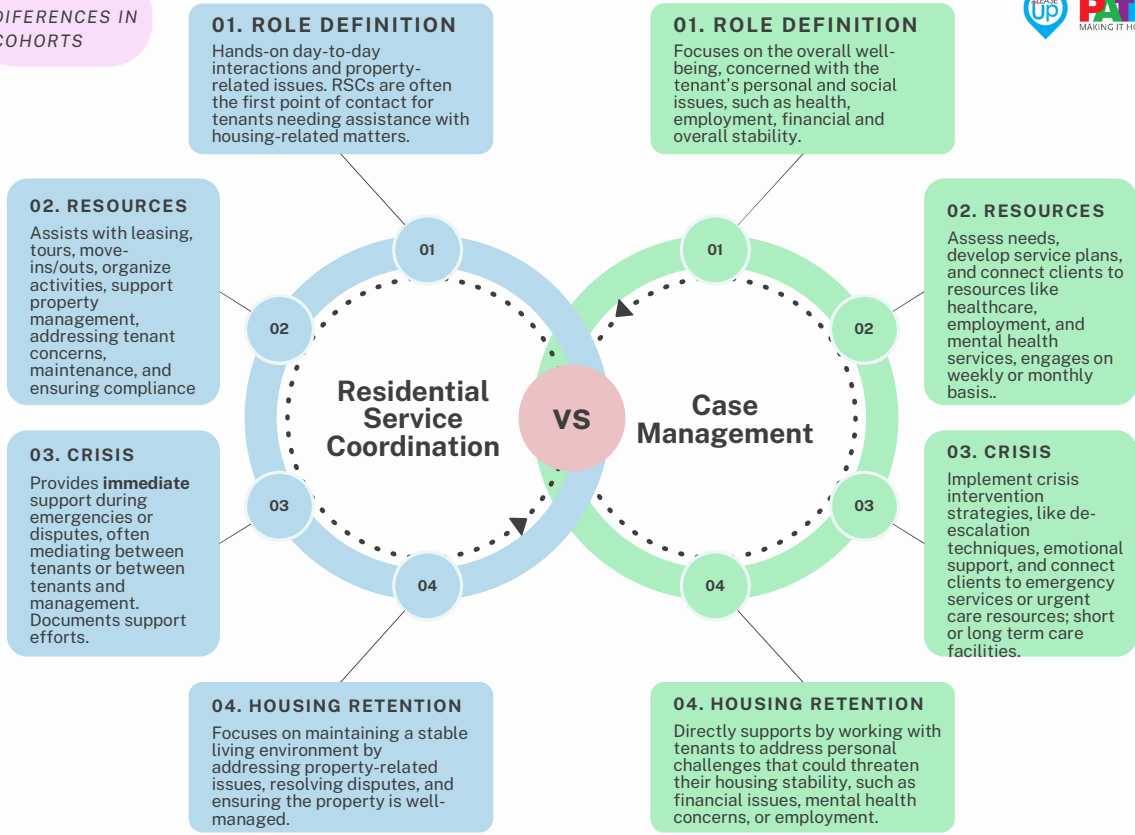 DIFERENCES IN
COHORTS
01. ROLE DEFINITION
Hands-on day-to-day
interactions and property-
related issues. RSCs are often
the first point of contact for
tenants needing assistance with
housing-related matters.
01. ROLE DEFINITION
Focuses on the overall well-
being, concerned with the
tenant's personal and social
issues, such as health,
employment, financial and
overall stability.
up
MAKING IT
02. RESOURCES
Assists with leasing,
tours, move-
ins/outs, organize
activities, support
property
management,
addressing tenant
concerns,
maintenance, and
ensuring compliance
02. RESOURCES
Assess needs,
develop service plans,
and connect clients to
resources like
healthcare,
employment, and
mental health
services, engages on
weekly or monthly
basis..
01
02
03
04
Residential
Service
Coordination
VS
01
02
03
04
Case
Management
03. CRISIS
Provides immediate
support during
emergencies or
disputes, often
mediating between
tenants or between
tenants and
management.
Documents support
efforts.
03. CRISIS
Implement crisis
intervention
strategies, like de-
escalation
techniques, emotional
support, and connect
clients to emergency
services or urgent
care resources; short
or long term care
facilities.
04. HOUSING RETENTION
Focuses on maintaining a stable
living environment by
addressing property-related
issues, resolving disputes, and
ensuring the property is well-
managed.
04. HOUSING RETENTION
Directly supports by working with
tenants to address personal
challenges that could threaten
their housing stability, such as
financial issues, mental health
concerns, or employment.